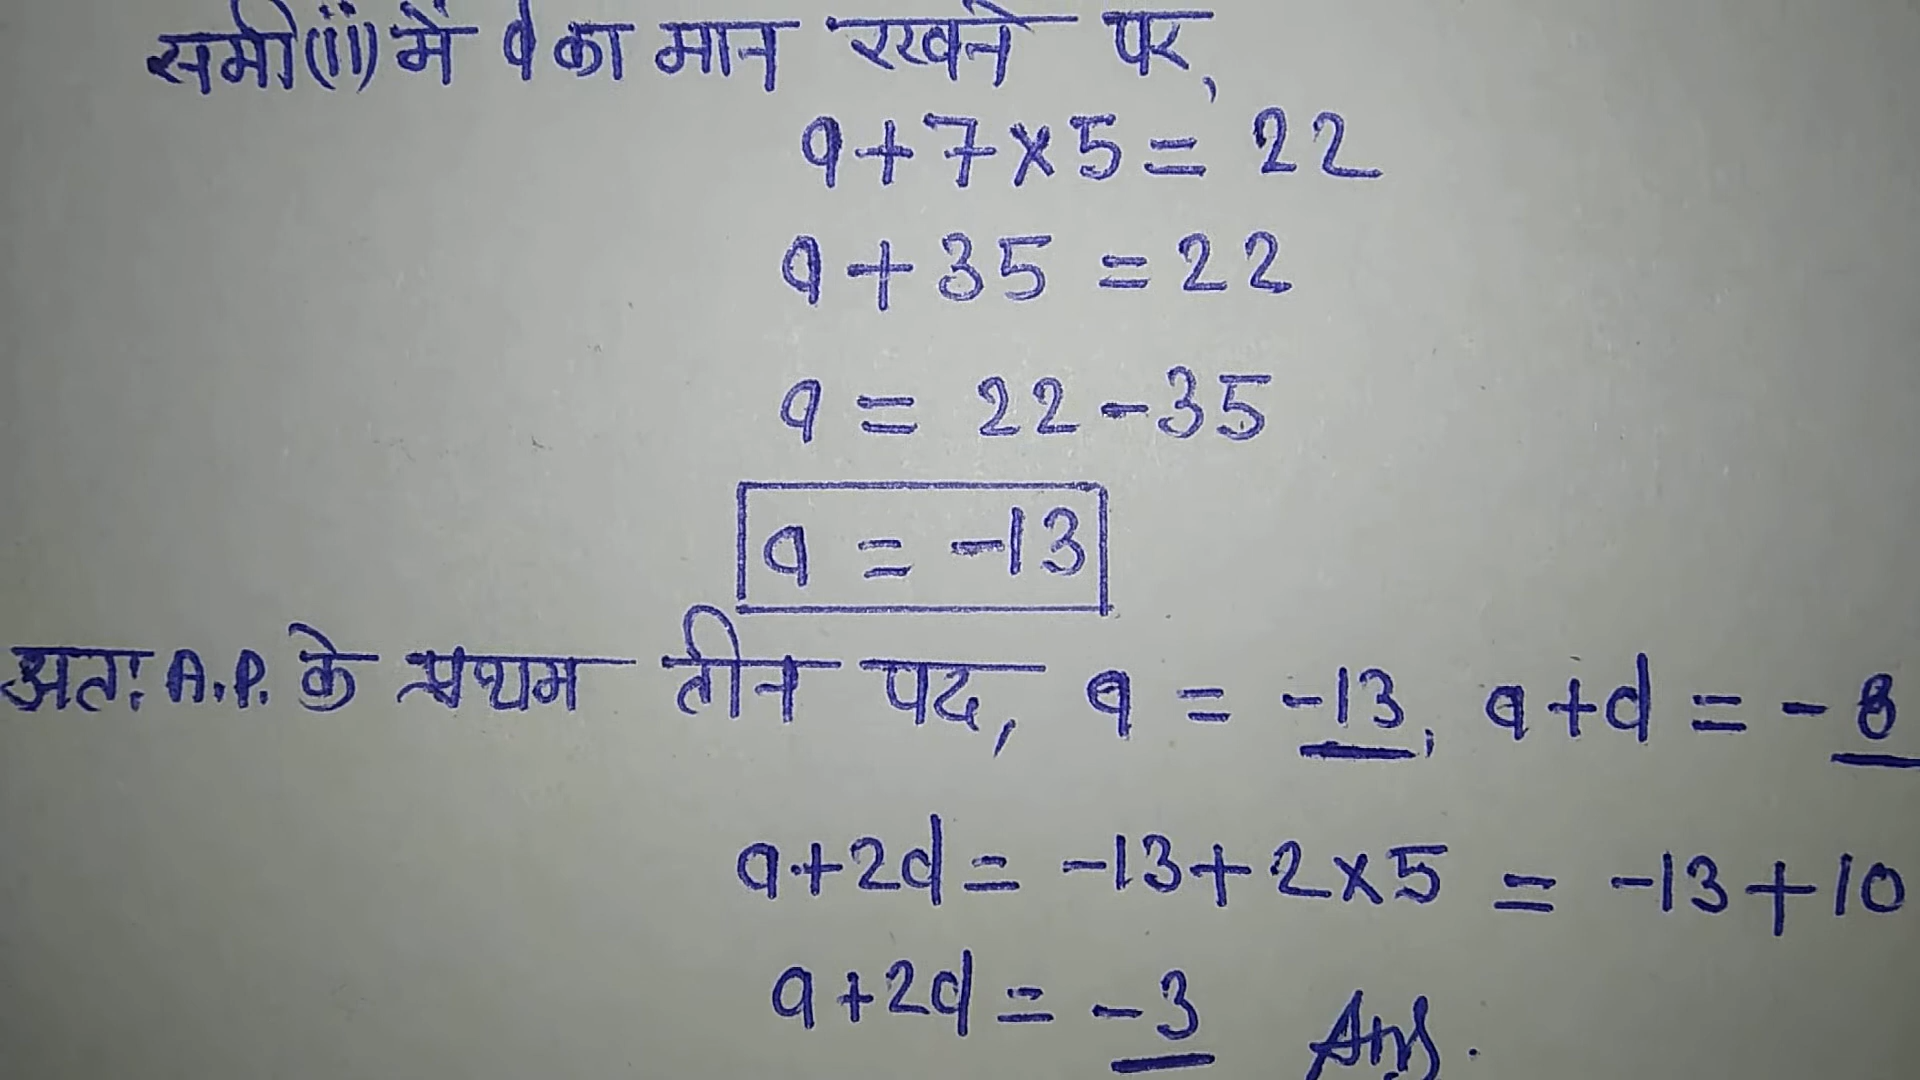 समी(ii) में d का मान रखने पर,
a+7×5= 22
a+35 =22
a = 22-35
a = -13
अतः A.P. के प्रथम तीन पद, a = -13, a+d = -8
a+2d= -13+2×5 = -13+10
a+2d= -3 Ans.